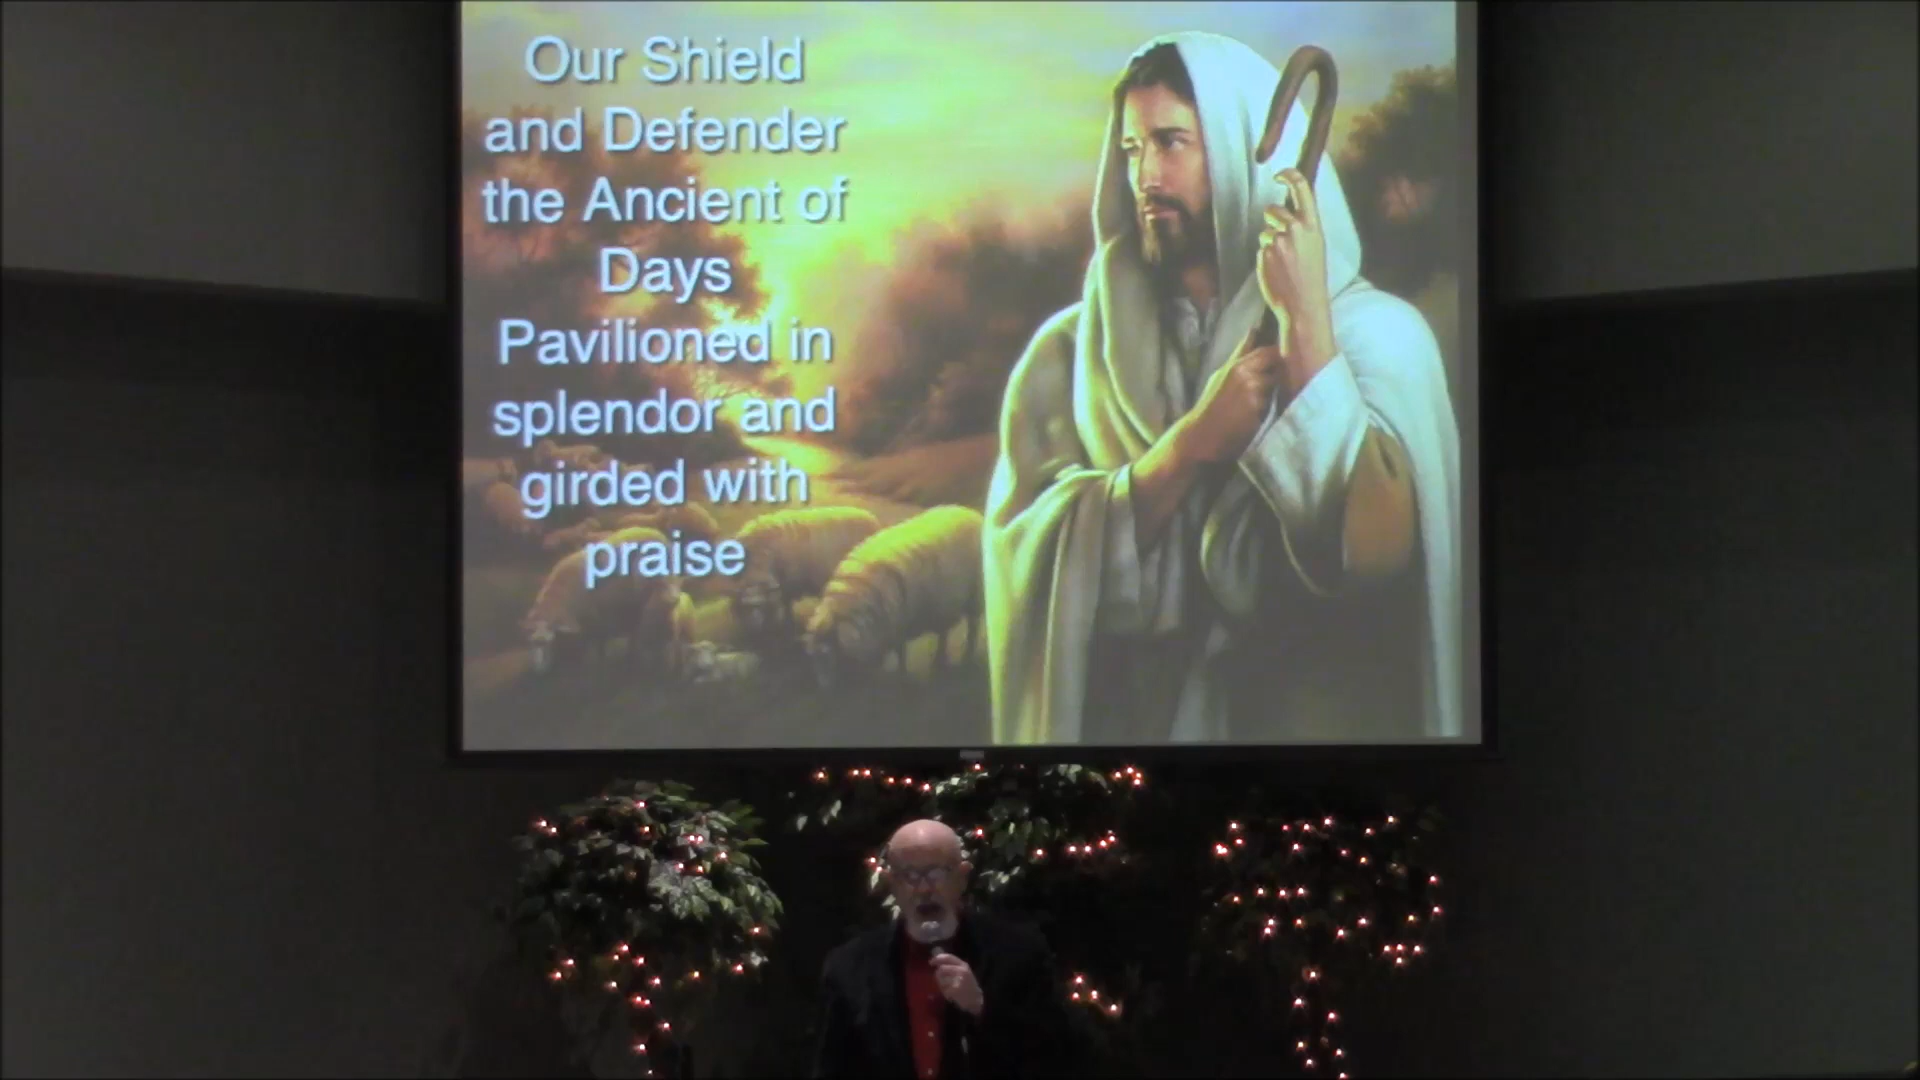 Our Shield
and Defender
the Ancient of
Days
Pavilioned in
splendor and
girded with
praise